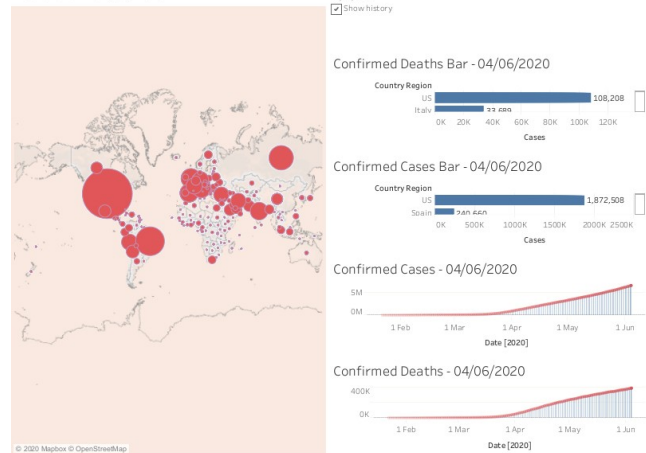 Show history
Confirmed Deaths Bar - 04/06/2020
Country Region
US 108,208
Italy 33,689
0K 20K 40K 60K 80K 100K 120K
Cases
Confirmed Cases Bar - 04/06/2020
Country Region
US 1,872,508
Spain 240,660
0K 500K 1000K 1500K 2000K 2500K
Cases
Confirmed Cases - 04/06/2020
5M
0M
1 Feb 1 Mar 1 Apr 1 May 1 Jun
Date [2020]
Confirmed Deaths - 04/06/2020
400K
0K
1 Feb 1 Mar 1 Apr 1 May 1 Jun
Date [2020]
© 2020 Mapbox © OpenStreetMap